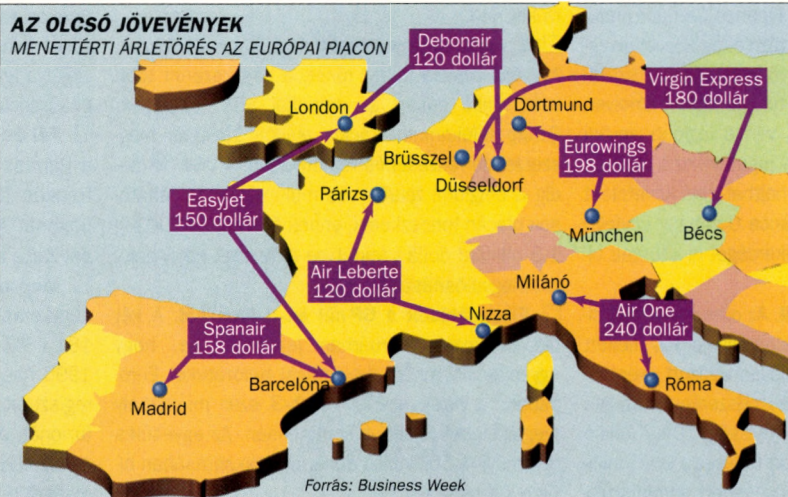 AZ OLCSÓ JÖVEVÉNYEK
MENETTÉRTI ÁRLETÖRÉS AZ EURÓPAI PIACON
Debonair
120 dollár
Virgin Express
180 dollár
London
Dortmund
Eurowings
198 dollár
Brüsszel
Düsseldorf
Párizs
Easyjet
150 dollár
München
Bécs
Air Leberte
120 dollár
Milánó
Nizza
Air One
240 dollár
Spanair
158 dollár
Barcelóna
Madrid
Róma
Forrás: Business Week